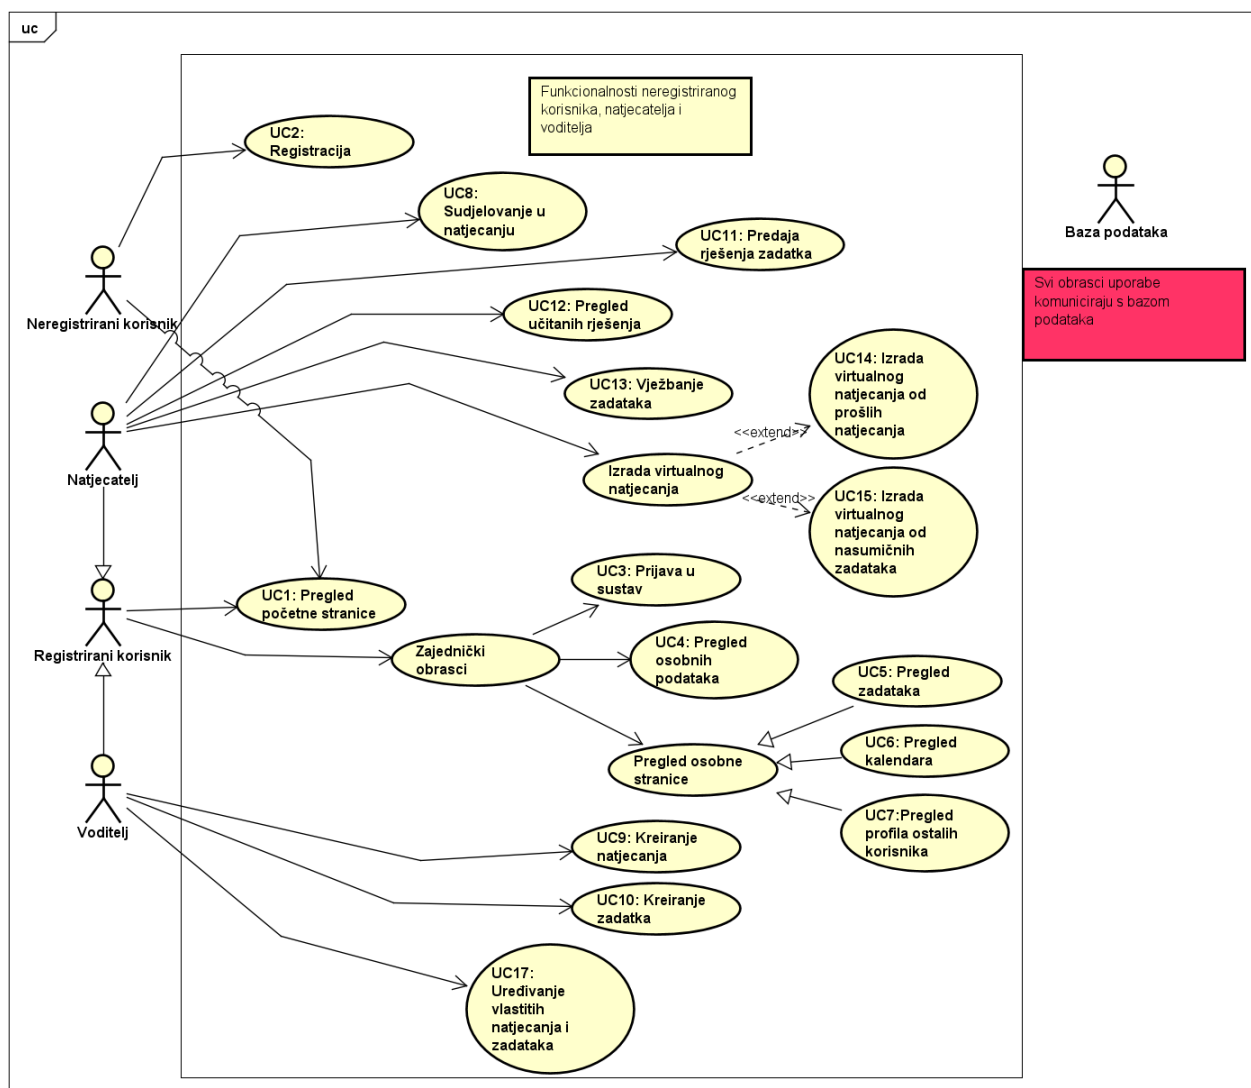 uc
Funkcionalnosti neregistriranog
korisnika, natjecatelja i
voditelja
UC2:
Registracija
UC8:
Sudjelovanje u
natjecanju
UC11: Predaja
rješenja zadatka
Baza podataka
Neregistrirani korisnik
Svi obrasci uporabe
komuniciraju s bazom
podataka
UC12: Pregled
učitanih rješenja
UC13: Vježbanje
zadataka
UC14: Izrada
virtualnog
natjecanja od
prošlih
natjecanja
<<extend>>
Natjecatelj
Izrada virtualnog
natjecanja
<<extend>>
UC15: Izrada
virtualnog
natjecanja od
nasumičnih
zadataka
UC3: Prijava u
sustav
UC1: Pregled
početne stranice
Registrirani korisnik
Zajednički
obrasci
UC4: Pregled
osobnih
podataka
UC5: Pregled
zadataka
UC6: Pregled
kalendara
Pregled osobne
stranice
UC7:Pregled
profila ostalih
korisnika
Voditelj
UC9: Kreiranje
natjecanja
UC10: Kreiranje
zadatka
UC17:
Uređivanje
vlastitih
natjecanja i
zadataka